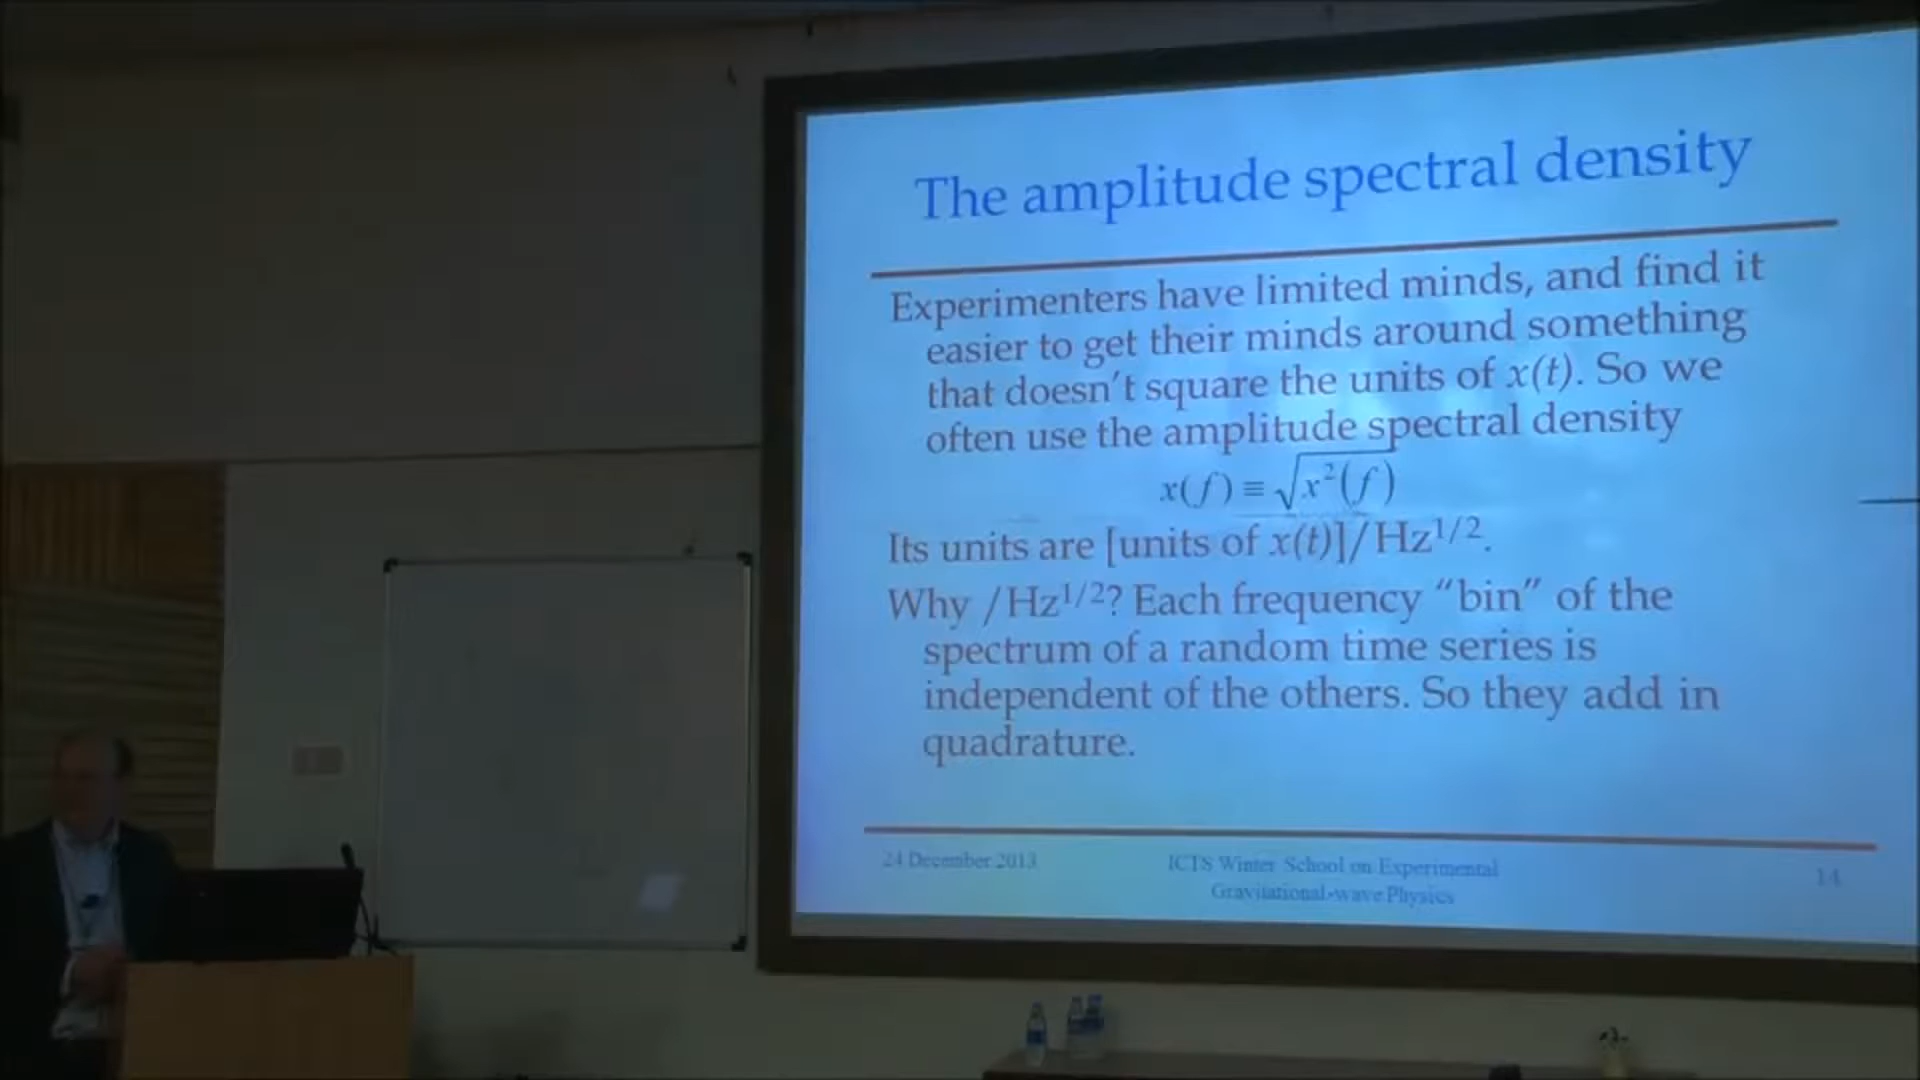 The amplitude spectral density
Experimenters have limited minds, and find it
easier to get their minds around something
that doesn't square the units of x(t). So we
often use the amplitude spectral density
x(f) ≡ √x²(f)
Its units are [units of x(t)]/Hz^1/2.
Why /Hz^1/2? Each frequency “bin” of the
spectrum of a random time series is
independent of the others. So they add in
quadrature.
24 December 2013
ICTS Winter School on Experimental
Gravitational-wave Physics
14